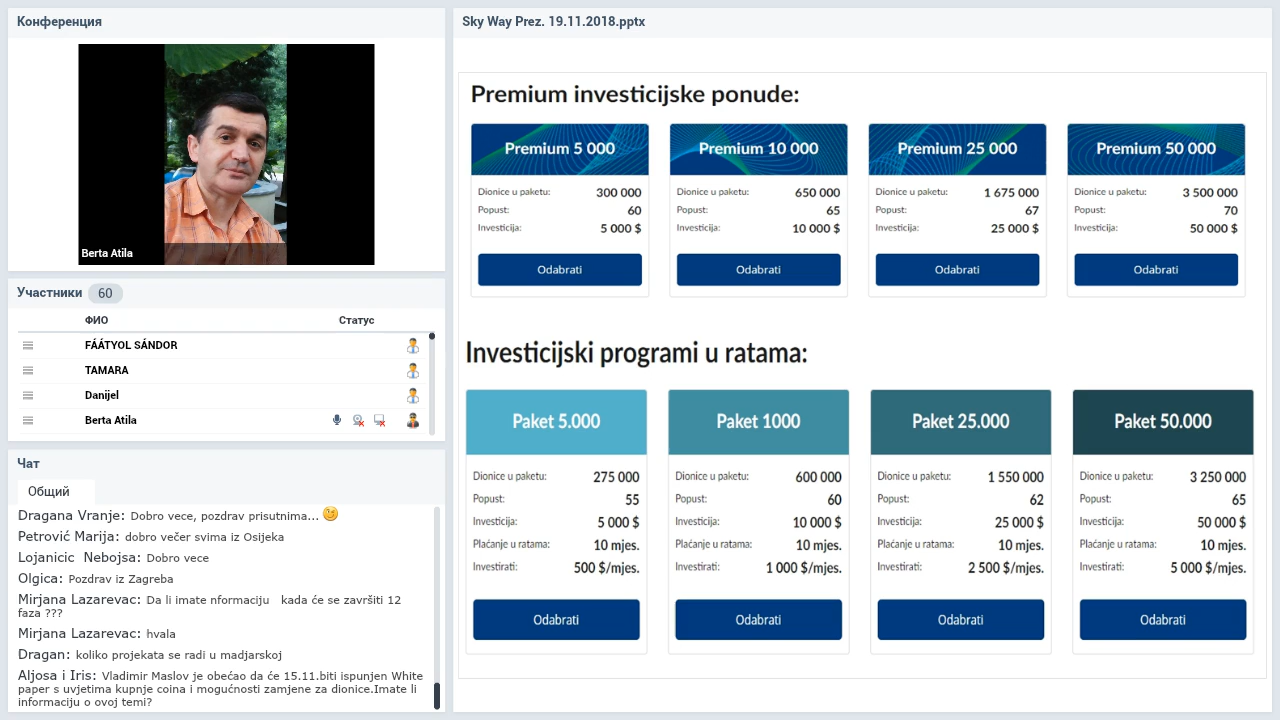 Конференция
Berta Atila
Участники 60
ФИО Статус
FÁÁTYOL SÁNDOR
TAMARA
Danijel
Berta Atila
Чат
Общий
Dragana Vranje: Dobro vece, pozdrav prisutnima...
Petrović Marija: dobro večer svima iz Osijeka
Lojanicic Nebojsa: Dobro vece
Olgica: Pozdrav iz Zagreba
Mirjana Lazarevac: Da li imate nformaciju kada će se završiti 12
faza ???
Mirjana Lazarevac: hvala
Dragan: koliko projekata se radi u madjarskoj
Aljosa i Iris: Vladimir Maslov je obećao da će 15.11.biti ispunjen White
paper s uvjetima kupnje coina i mogućnosti zamjene za dionice.Imate li
informaciju o ovoj temi?
Sky Way Prez. 19.11.2018.pptx
Premium investicijske ponude:
Premium 5 000 Premium 10 000 Premium 25 000 Premium 50 000
Dionice u paketu: 300 000 Dionice u paketu: 650 000 Dionice u paketu: 1 675 000 Dionice u paketu: 3 500 000
Popust: 60 Popust: 65 Popust: 67 Popust: 70
Investicija: 5 000 $ Investicija: 10 000 $ Investicija: 25 000 $ Investicija: 50 000 $
Odabrati Odabrati Odabrati Odabrati
Investicijski programi u ratama:
Paket 5.000 Paket 1000 Paket 25.000 Paket 50.000
Dionice u paketu: 275 000 Dionice u paketu: 600 000 Dionice u paketu: 1 550 000 Dionice u paketu: 3 250 000
Popust: 55 Popust: 60 Popust: 62 Popust: 65
Investicija: 5 000 $ Investicija: 10 000 $ Investicija: 25 000 $ Investicija: 50 000 $
Plaćanje u ratama: 10 mjes. Plaćanje u ratama: 10 mjes. Plaćanje u ratama: 10 mjes. Plaćanje u ratama: 10 mjes.
Investirati: 500 $/mjes. Investirati: 1 000 $/mjes. Investirati: 2 500 $/mjes. Investirati: 5 000 $/mjes.
Odabrati Odabrati Odabrati Odabrati